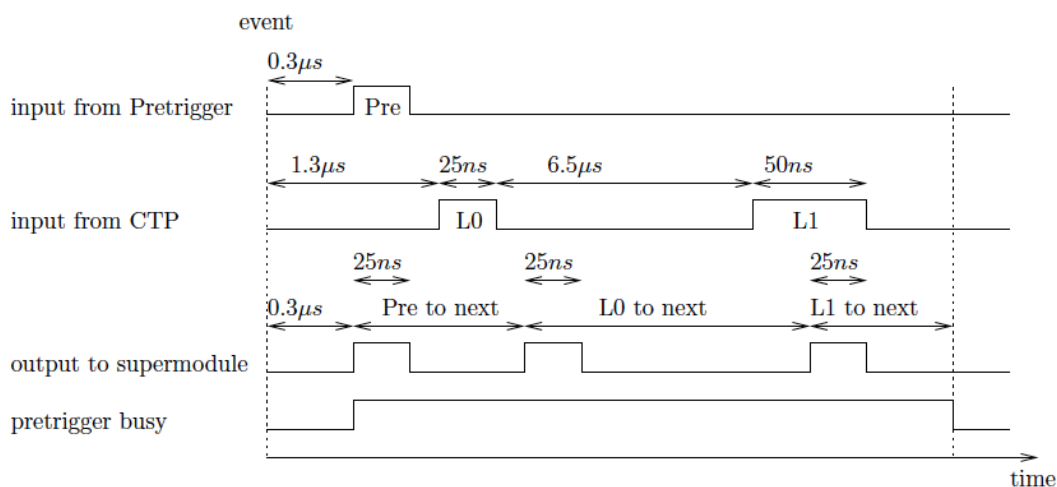 event
0.3μs
input from Pretrigger
Pre
1.3μs
25ns
6.5μs
50ns
input from CTP
L0
L1
25ns
25ns
25ns
0.3μs
Pre to next
L0 to next
L1 to next
output to supermodule
pretrigger busy
time